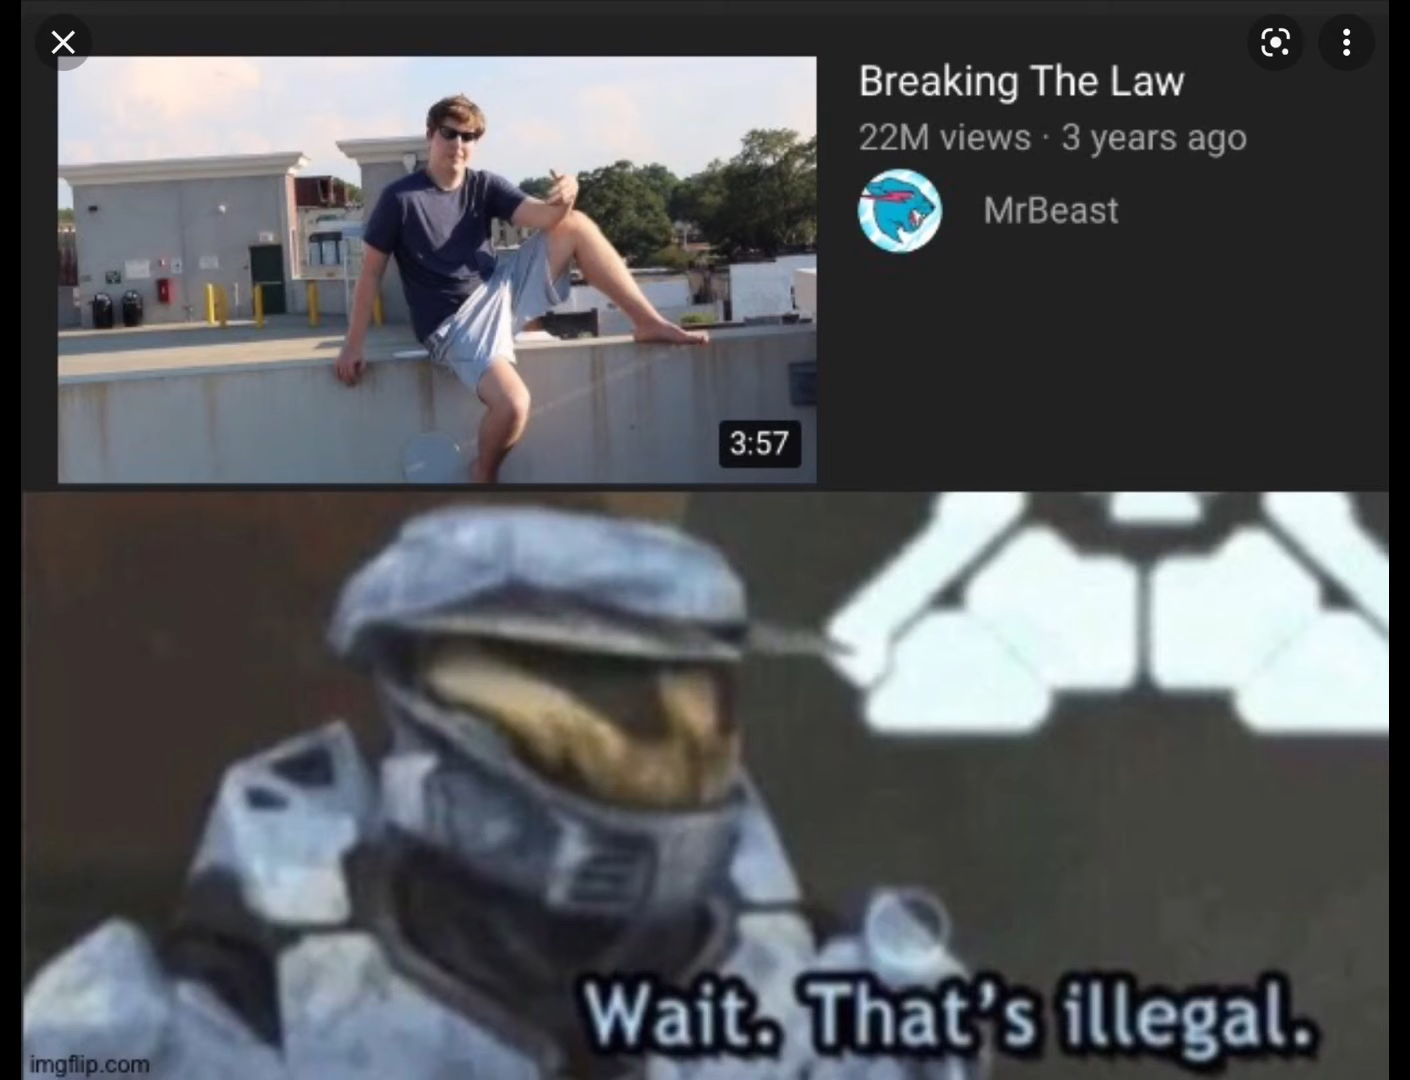 Breaking The Law
22M views · 3 years ago
MrBeast
3:57
Wait. That's illegal.
imgflip.com